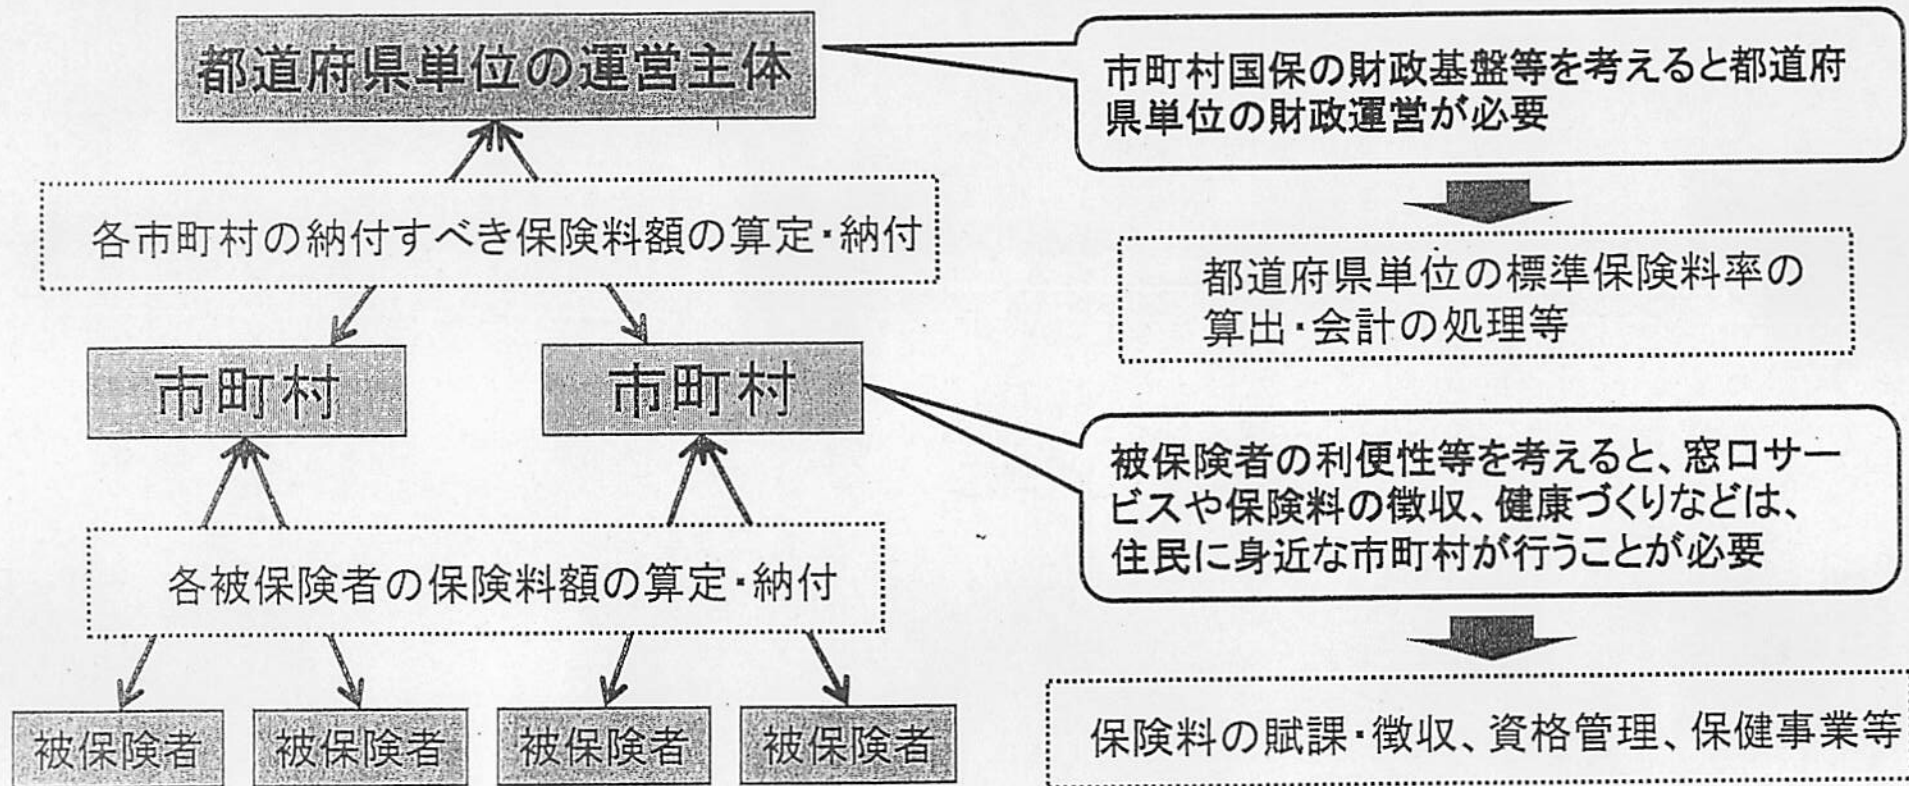 都道府県単位の運営主体
市町村国保の財政基盤等を考えると都道府
県単位の財政運営が必要
各市町村の納付すべき保険料額の算定・納付
都道府県単位の標準保険料率の
算出・会計の処理等
市町村
市町村
被保険者の利便性等を考えると、窓口サー
ビスや保険料の徴収、健康づくりなどは、
住民に身近な市町村が行うことが必要
各被保険者の保険料額の算定・納付
保険料の賦課・徴収、資格管理、保健事業等
被保険者
被保険者
被保険者
被保険者